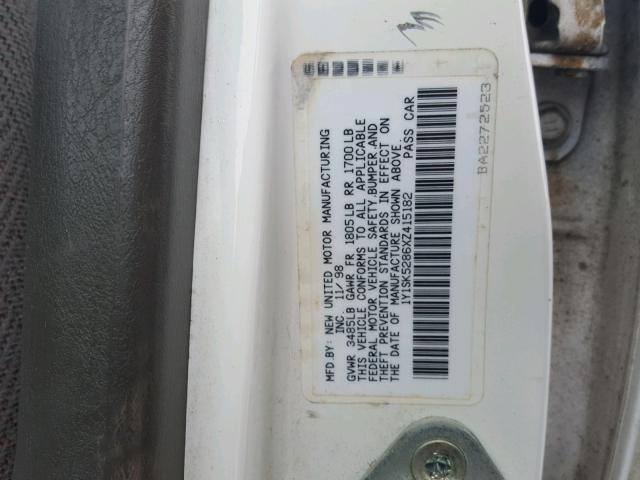 MFD.BY: NEW UNITED MOTOR MANUFACTURING
INC 11/98
GVWR 3485LB GAWR FR 1805LB RR 1700LB
THIS VEHICLE CONFORMS TO ALL APPLICABLE
FEDERAL MOTOR VEHICLE SAFETY,BUMPER,AND
THEFT PREVENTION STANDARDS IN EFFECT ON
THE DATE OF MANUFACTURE SHOWN ABOVE.
1Y1SK5286XZ415182 PASS CAR
BA2272523